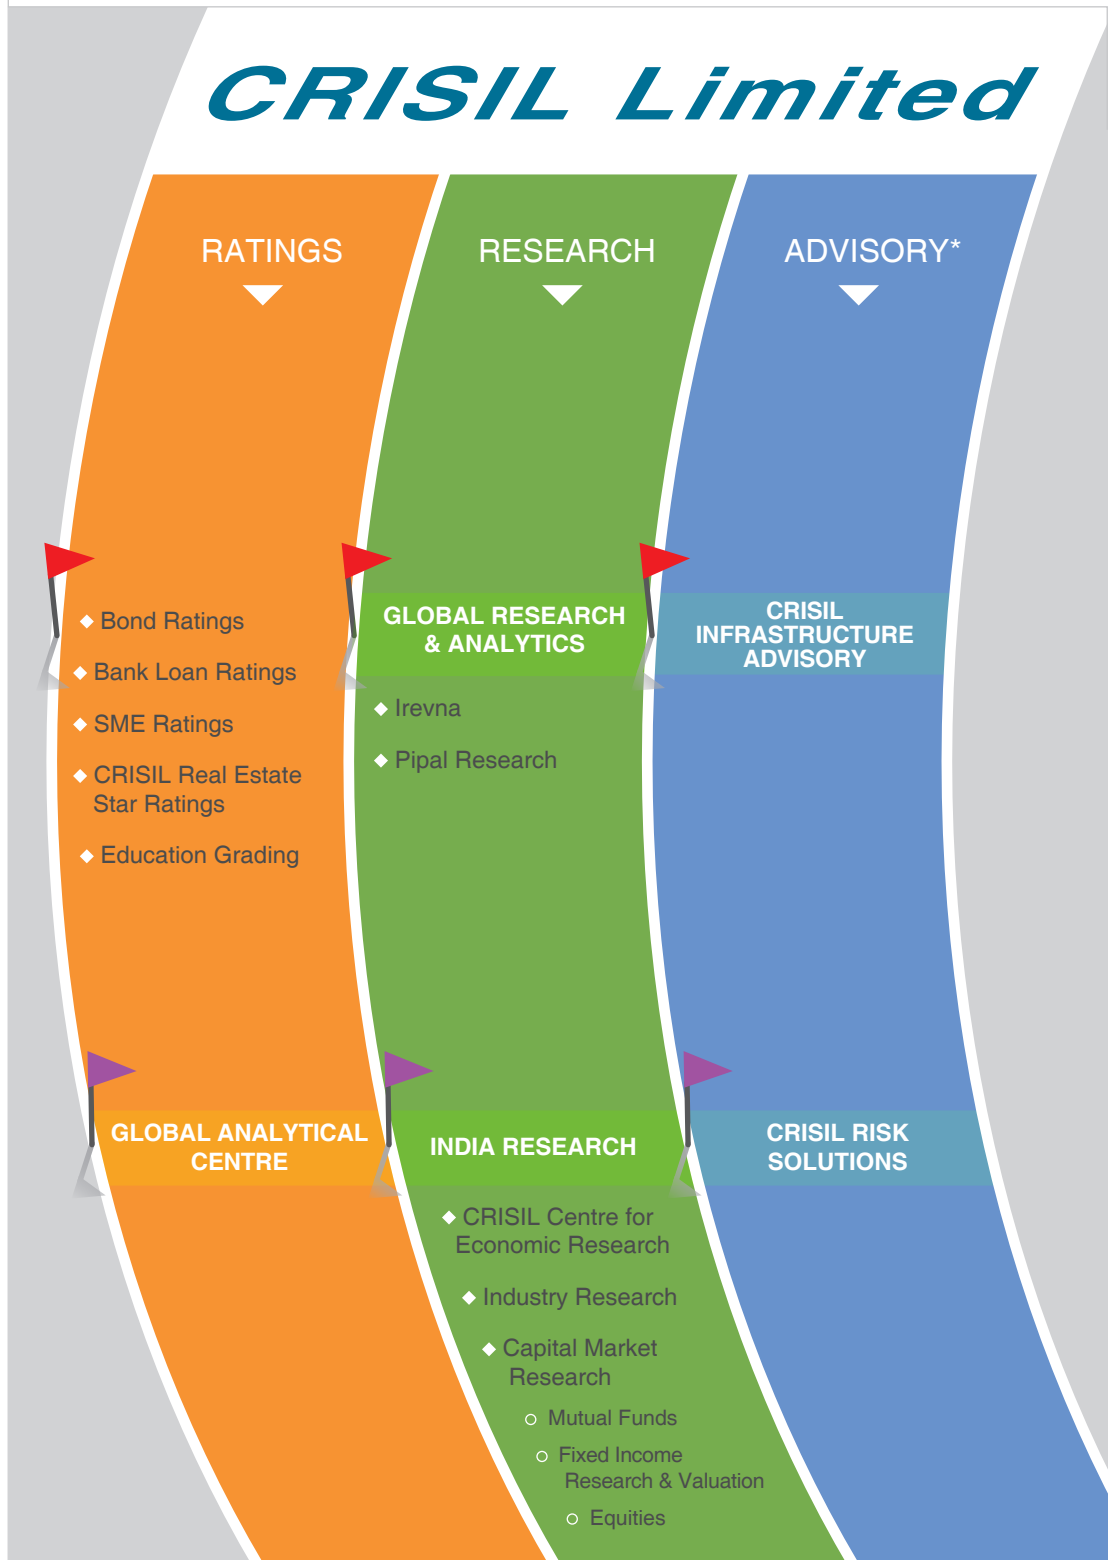 CRISIL Limited
RATINGS
RESEARCH
ADVISORY*
Bond Ratings
Bank Loan Ratings
SME Ratings
CRISIL Real Estate
Star Ratings
Education Grading
GLOBAL RESEARCH
& ANALYTICS
Irevna
Pipal Research
CRISIL
INFRASTRUCTURE
ADVISORY
GLOBAL ANALYTICAL
CENTRE
INDIA RESEARCH
CRISIL Centre for
Economic Research
Industry Research
Capital Market
Research
Mutual Funds
Fixed Income
Research & Valuation
Equities
CRISIL RISK
SOLUTIONS